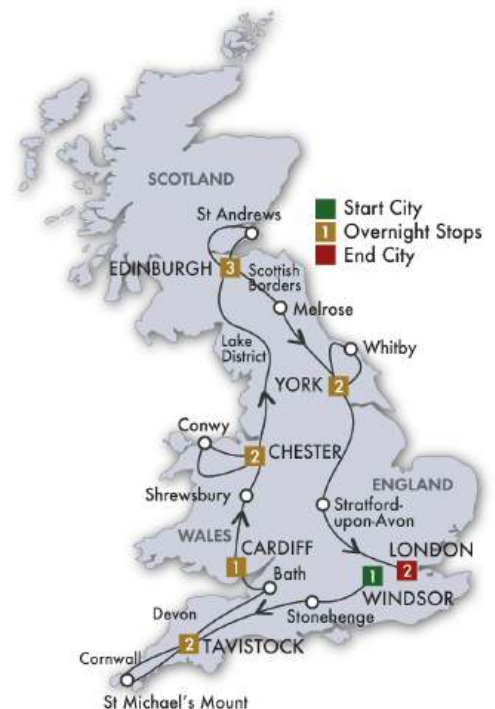 SCOTLAND
St Andrews
Start City
1 Overnight Stops
End City
EDINBURGH 3
Scottish
Borders
Melrose
Lake
District
Whitby
YORK 2
Conwy
2 CHESTER
ENGLAND
Shrewsbury
Stratford-
upon-Avon
WALES
CARDIFF
1
LONDON
2
Bath
1
WINDSOR
Devon
Stonehenge
2 TAVISTOCK
Cornwall
St Michael's Mount